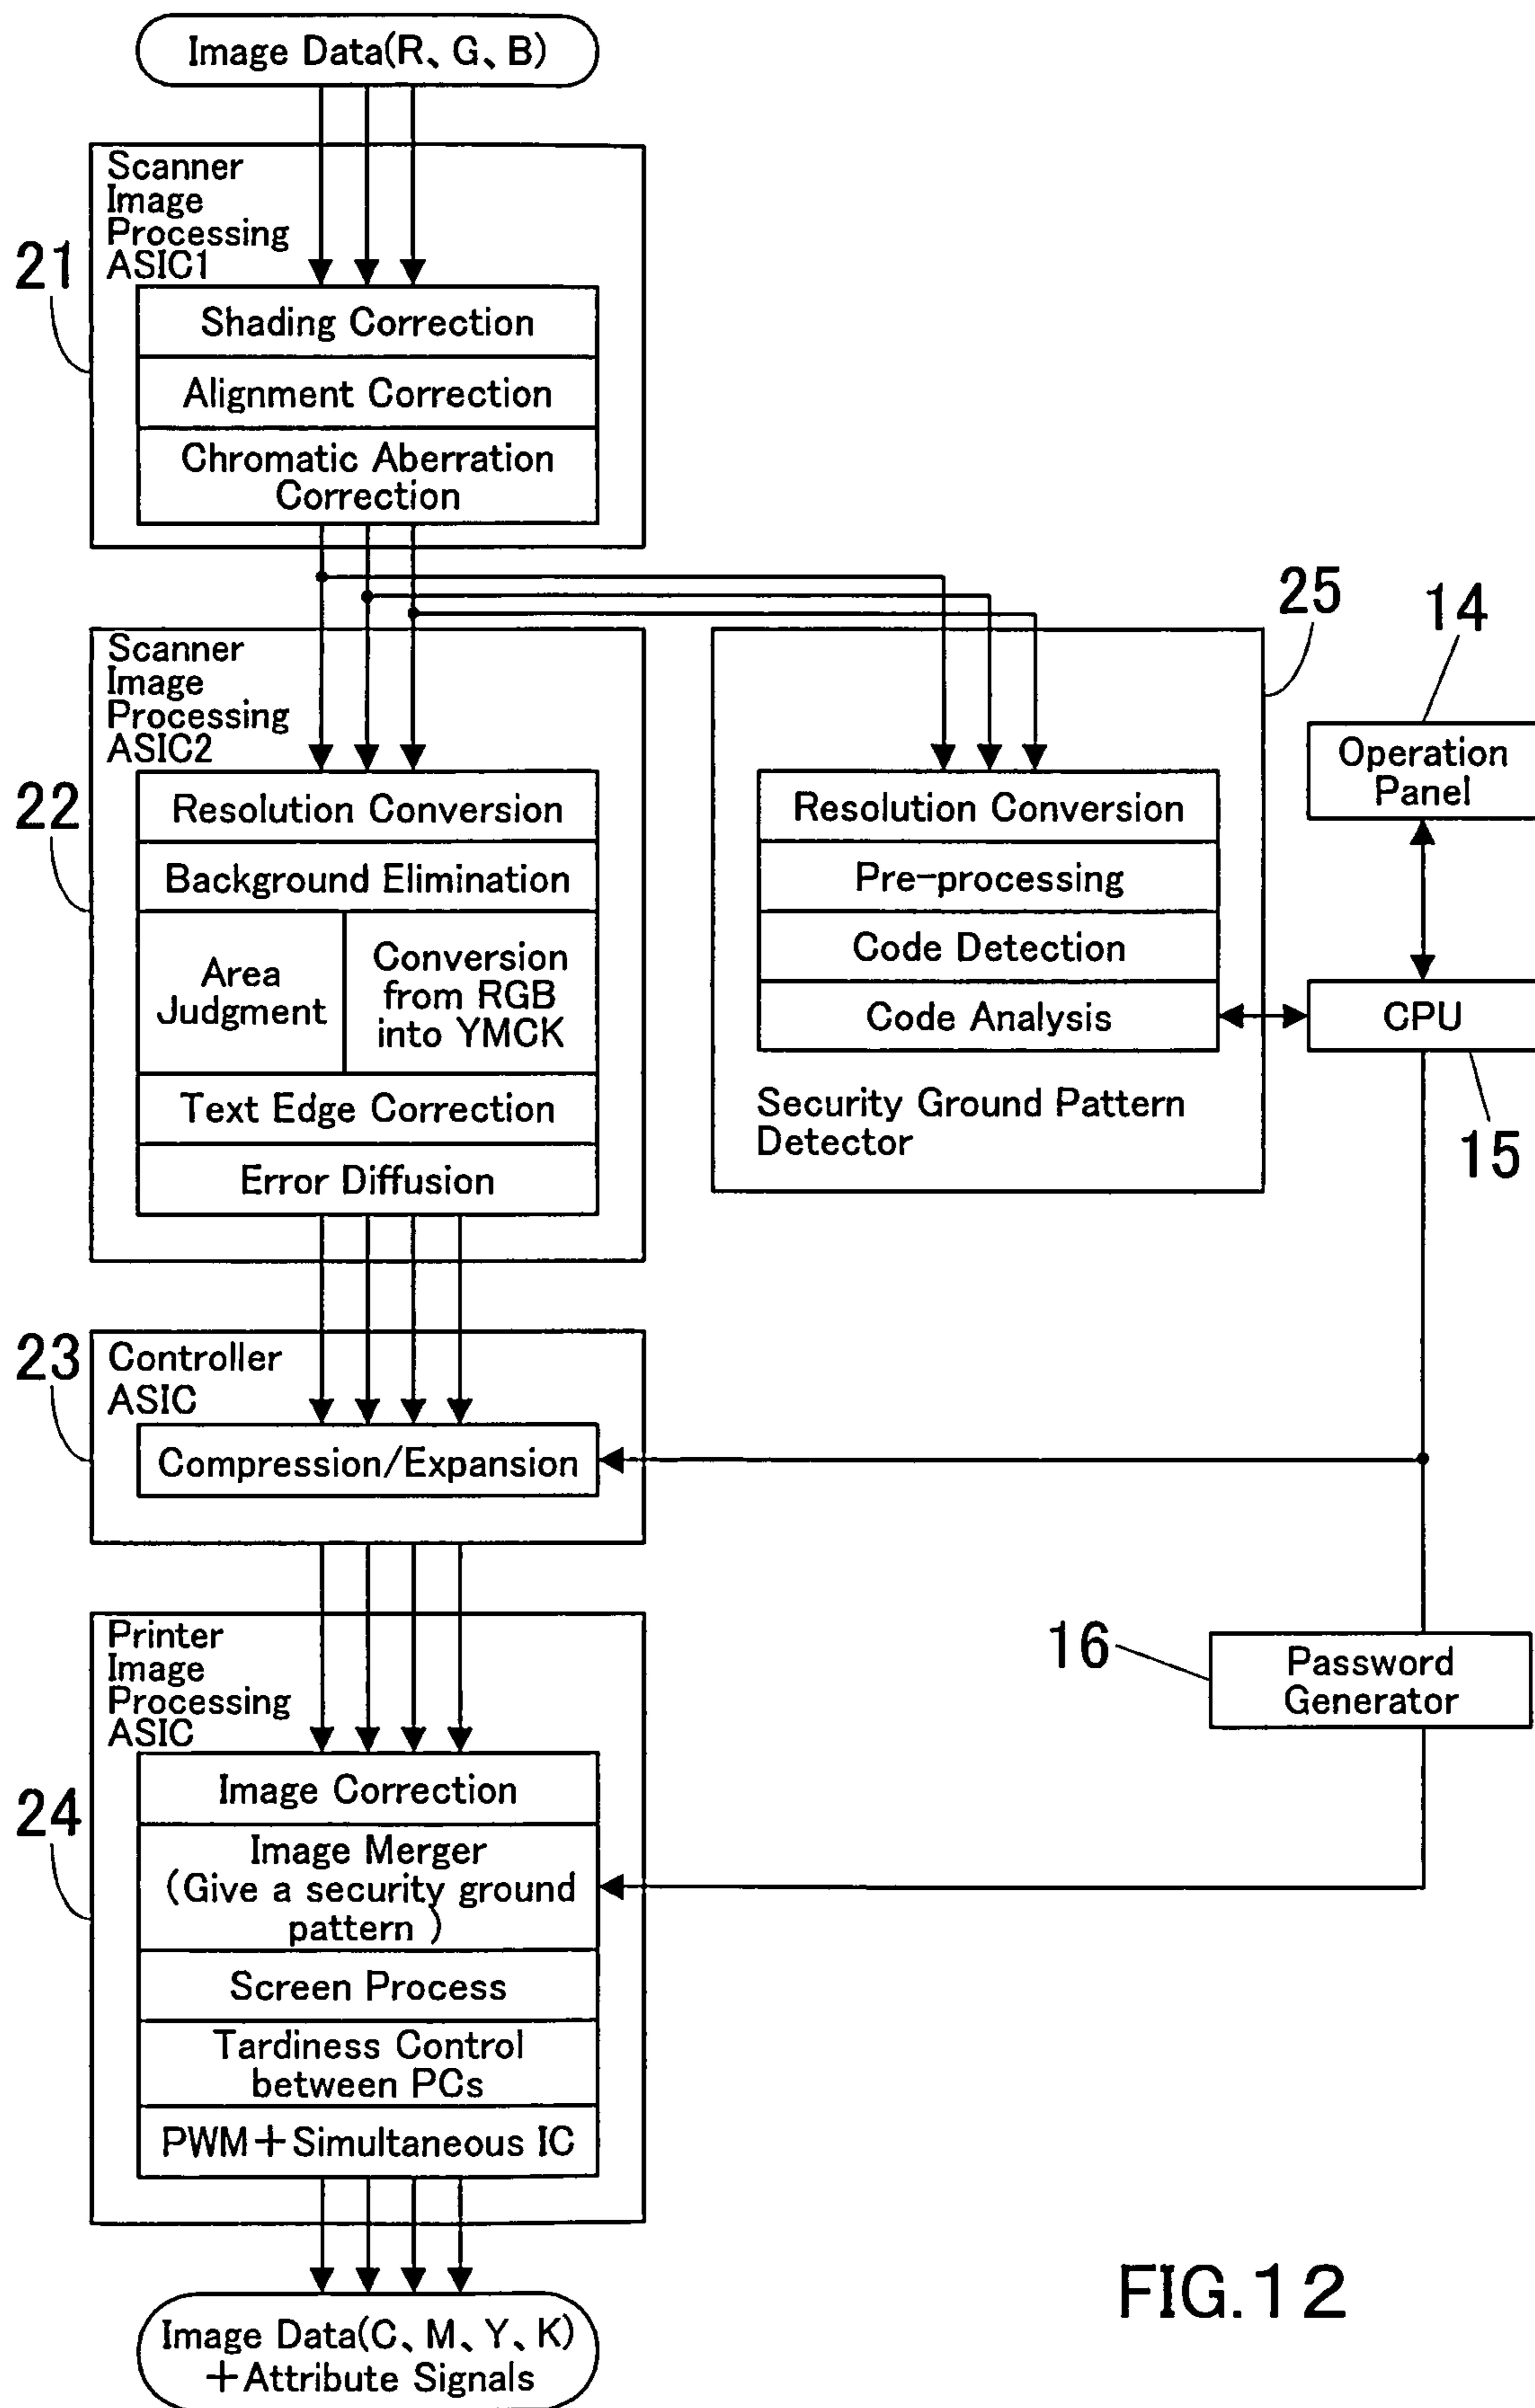 Image Data(R、G、B)
Scanner
Image
Processing
ASIC1
21
Shading Correction
Alignment Correction
Chromatic Aberration
Correction
25
14
Scanner
Image
Processing
ASIC2
22
Resolution Conversion
Background Elimination
Area
Judgment
Conversion
from RGB
into YMCK
Text Edge Correction
Error Diffusion
Resolution Conversion
Pre-processing
Code Detection
Code Analysis
Security Ground Pattern
Detector
Operation
Panel
CPU
15
23
Controller
ASIC
Compression/Expansion
Printer
Image
Processing
ASIC
16
Password
Generator
24
Image Correction
Image Merger
(Give a security ground
pattern )
Screen Process
Tardiness Control
between PCs
PWM+Simultaneous IC
Image Data(C、M、Y、K)
+Attribute Signals
FIG.12